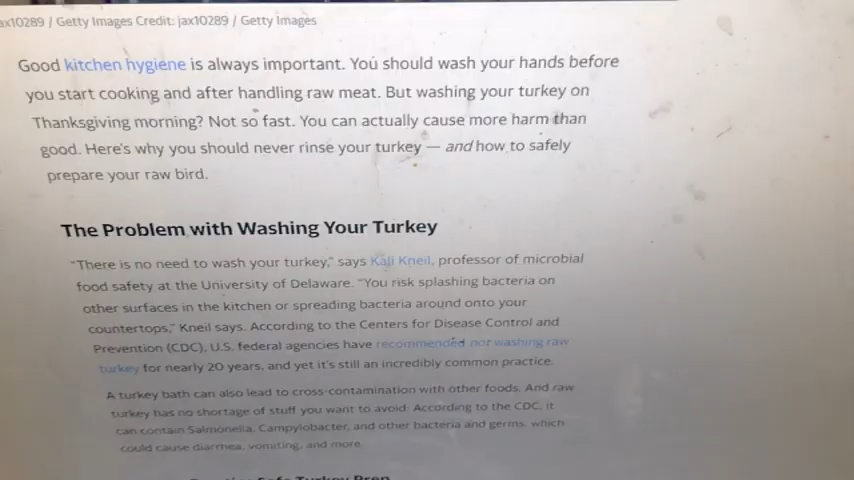 ax10289 / Getty Images Credit: jax10289 / Getty Images
Good kitchen hygiene is always important. You should wash your hands before
you start cooking and after handling raw meat. But washing your turkey on
Thanksgiving morning? Not so fast. You can actually cause more harm than
good. Here's why you should never rinse your turkey — and how to safely
prepare your raw bird.
The Problem with Washing Your Turkey
"There is no need to wash your turkey," says Kali Kneil, professor of microbial
food safety at the University of Delaware. "You risk splashing bacteria on
other surfaces in the kitchen or spreading bacteria around onto your
countertops," Kneil says. According to the Centers for Disease Control and
Prevention (CDC), U.S. federal agencies have recommended not washing raw
turkey for nearly 20 years, and yet it's still an incredibly common practice.
A turkey bath can also lead to cross-contamination with other foods. And raw
turkey has no shortage of stuff you want to avoid: According to the CDC, it
can contain Salmonella, Campylobacter, and other bacteria and germs, which
could cause diarrhea, vomiting, and more.
Safe Turkey Prep